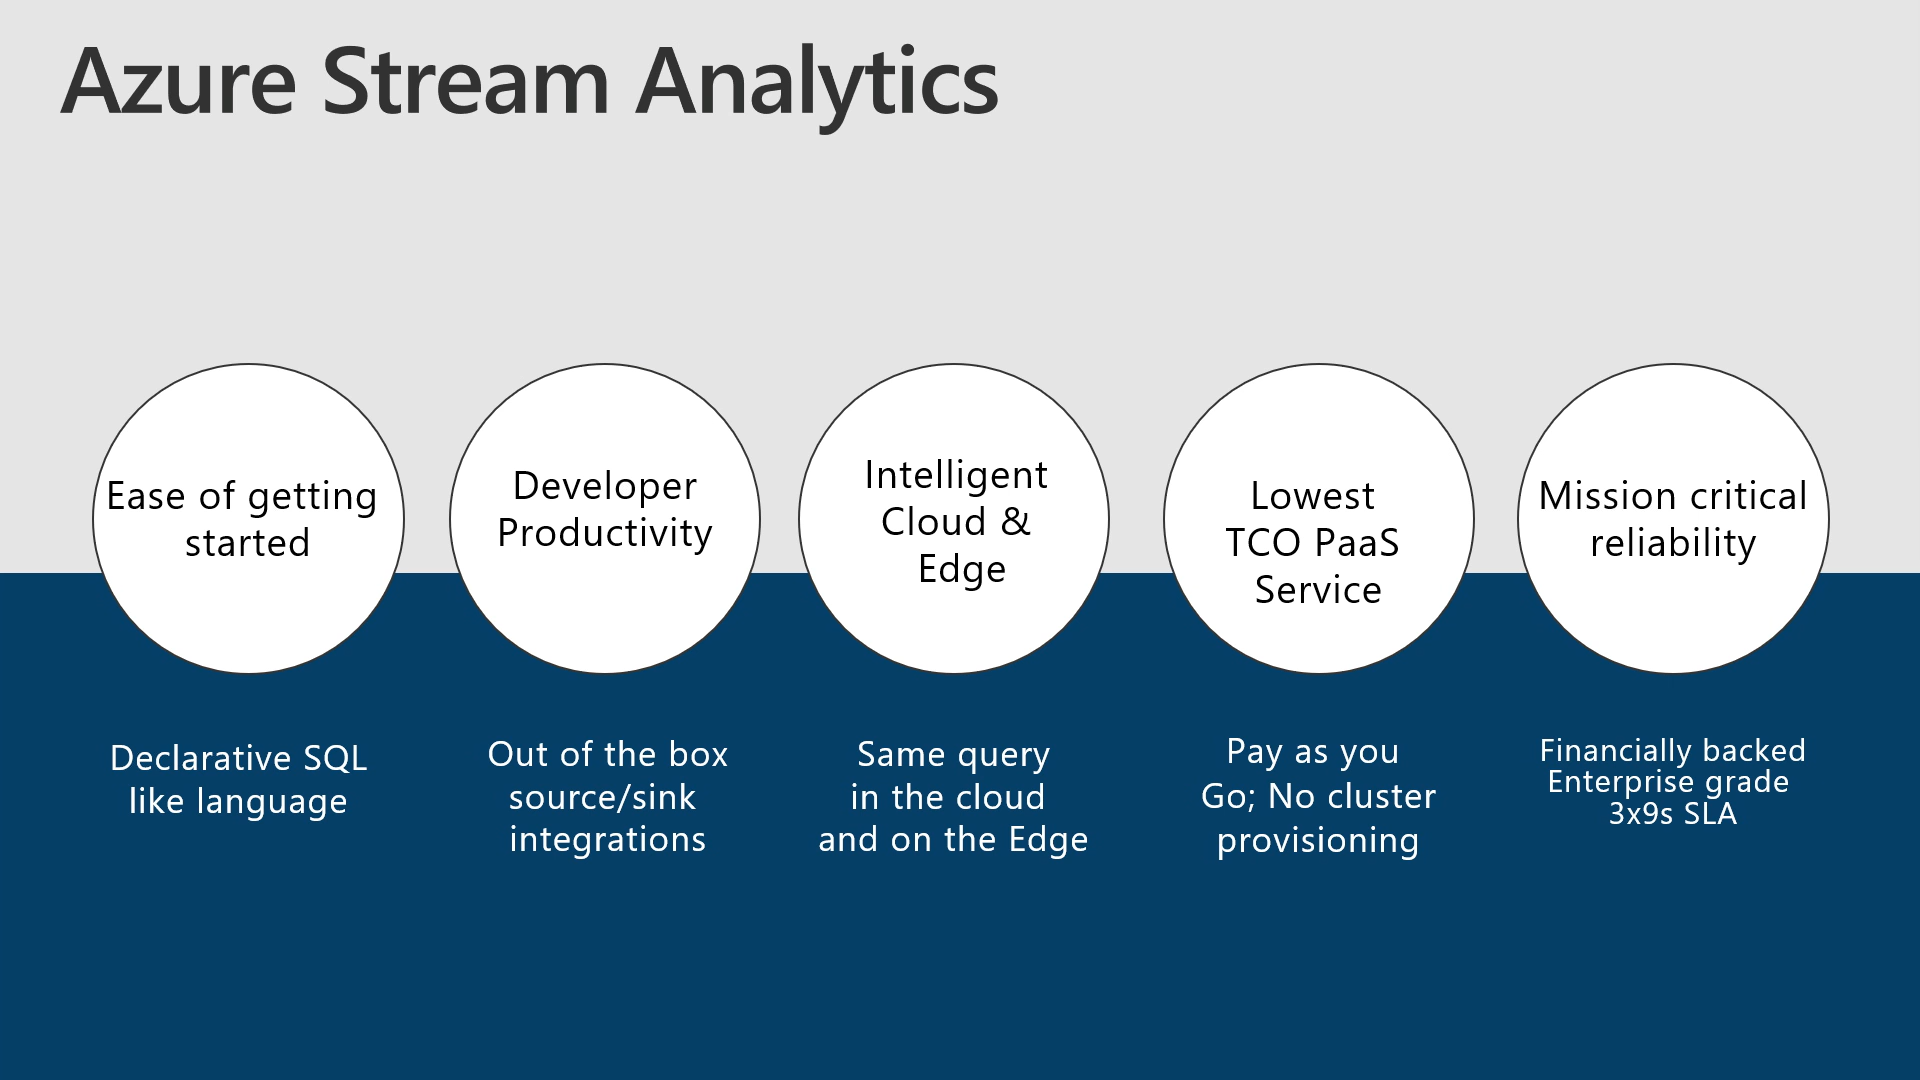 Azure Stream Analytics
Ease of getting
started
Developer
Productivity
Intelligent
Cloud &
Edge
Lowest
TCO PaaS
Service
Mission critical
reliability
Declarative SQL
like language
Out of the box
source/sink
integrations
Same query
in the cloud
and on the Edge
Pay as you
Go; No cluster
provisioning
Financially backed
Enterprise grade
3x9s SLA